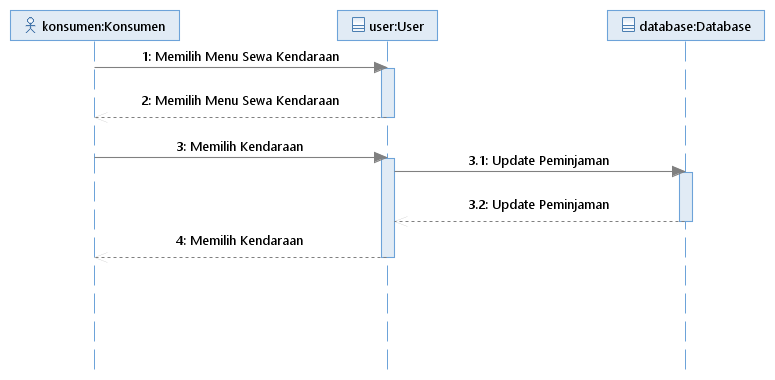 konsumen:Konsumen
user:User
database:Database
1: Memilih Menu Sewa Kendaraan
2: Memilih Menu Sewa Kendaraan
3: Memilih Kendaraan
3.1: Update Peminjaman
3.2: Update Peminjaman
4: Memilih Kendaraan